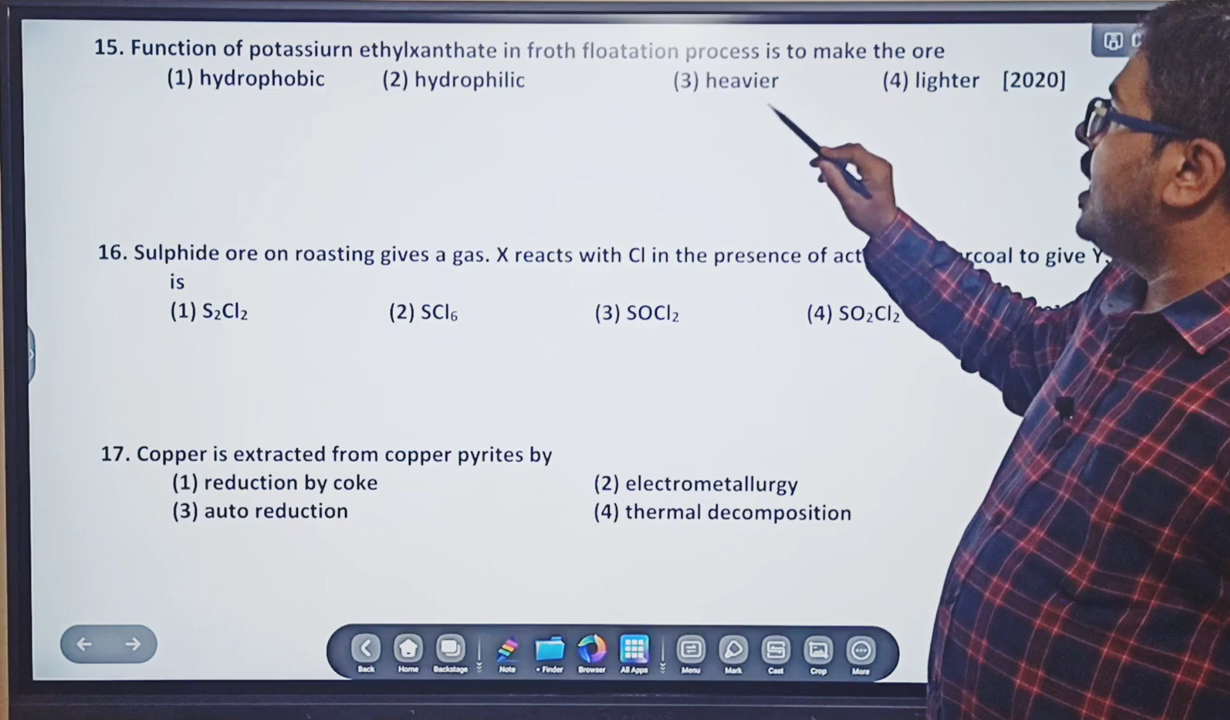 15. Function of potassiurn ethylxanthate in froth floatation process is to make the ore
(1) hydrophobic (2) hydrophilic (3) heavier (4) lighter [2020]
16. Sulphide ore on roasting gives a gas. X reacts with Cl in the presence of to give Y.
is
(1) S₂Cl₂ (2) SCl₆ (3) SOCl₂ (4) SO₂Cl₂
17. Copper is extracted from copper pyrites by
(1) reduction by coke (2) electrometallurgy
(3) auto reduction (4) thermal decomposition
Back Home Backstage Note Finder Browser All Apps Menu Mark Cast Crop More